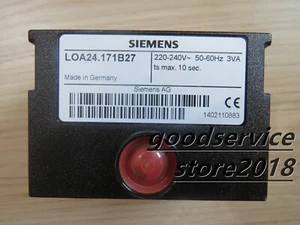 SIEMENS
LOA24.171B27
220-240V~ 50-60Hz 3VA
ts max. 10 sec.
Made in Germany
Siemens AG
CE
1402110883
goodservice
store2018